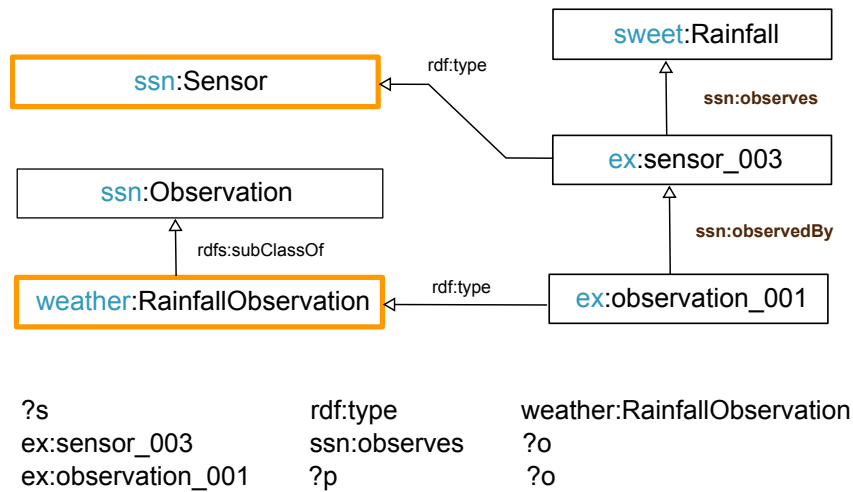 sweet:Rainfall
rdf:type
ssn:Sensor
ssn:observes
ex:sensor_003
ssn:Observation
ssn:observedBy
rdfs:subClassOf
rdf:type
weather:RainfallObservation
ex:observation_001
?s rdf:type weather:RainfallObservation
ex:sensor_003 ssn:observes ?o
ex:observation_001 ?p ?o